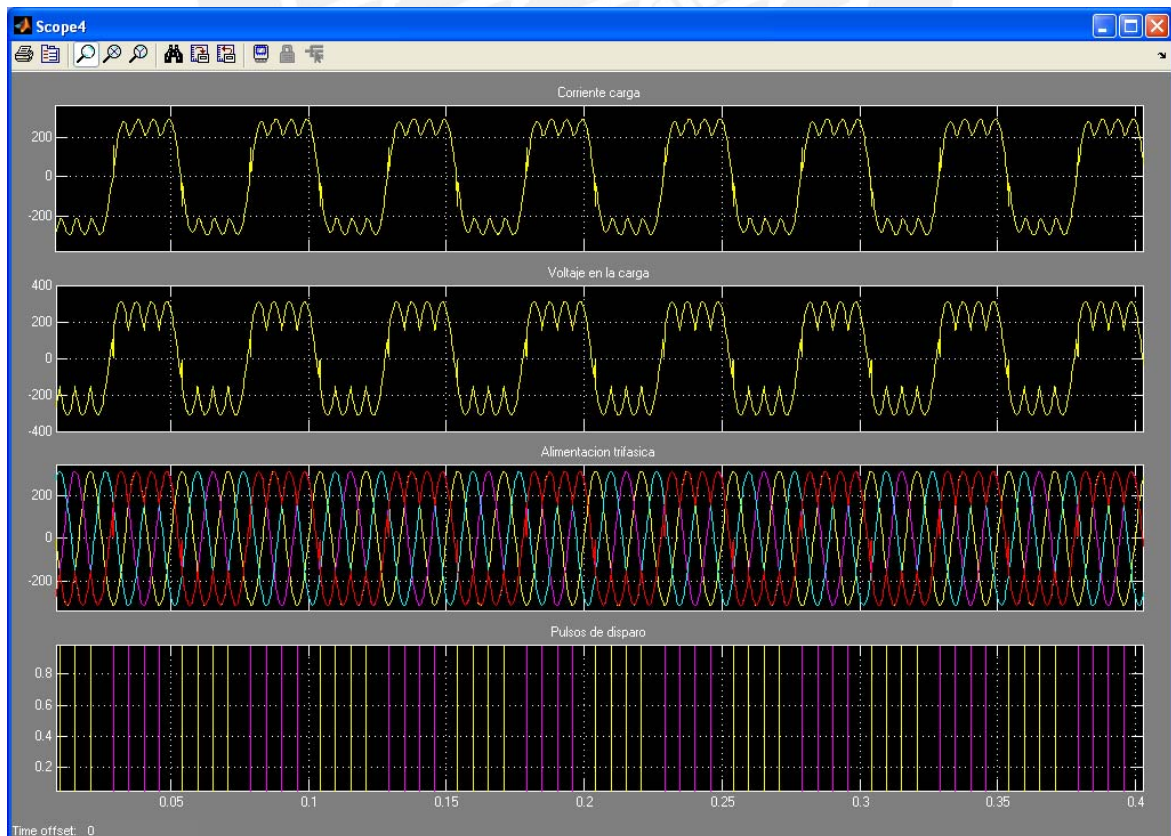 Scope4
Corriente carga
200
0
-200
Voltaje en la carga
400
200
0
-200
-400
Alimentacion trifasica
200
0
-200
Pulsos de disparo
0.8
0.6
0.4
0.2
0.05 0.1 0.15 0.2 0.25 0.3 0.35 0.4
Time offset: 0